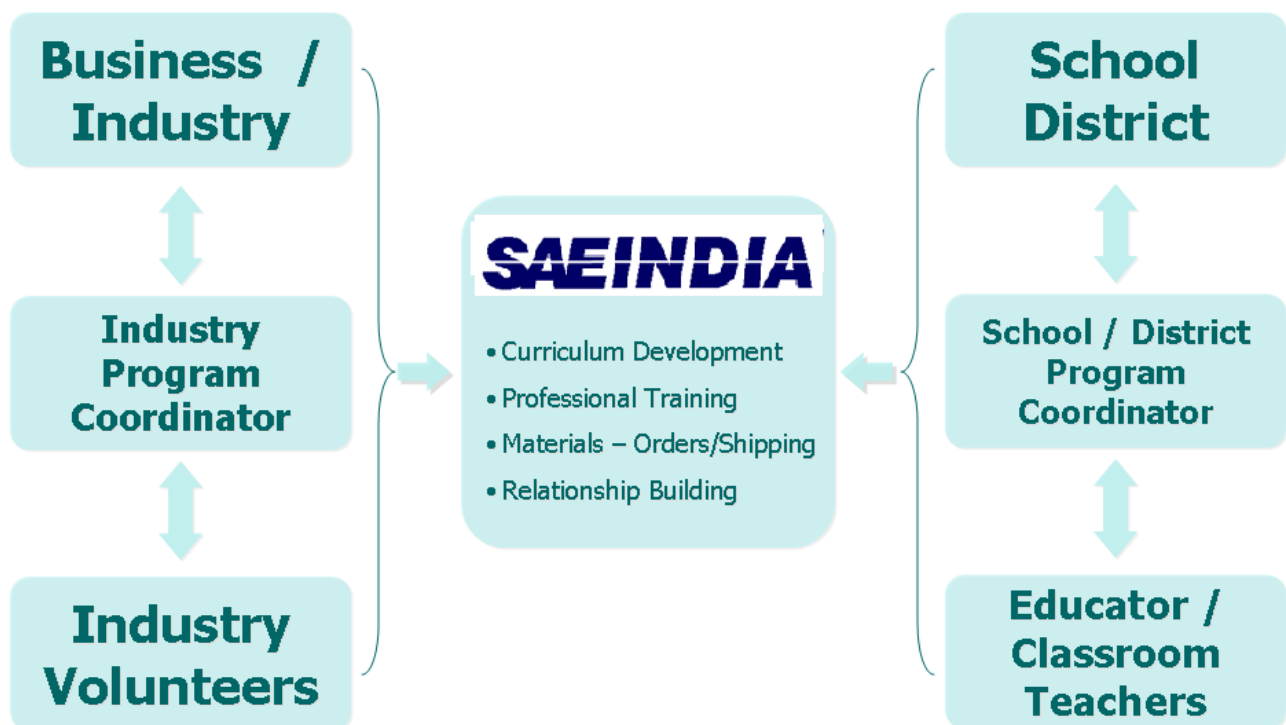 Business /
Industry
Industry
Program
Coordinator
Industry
Volunteers
SAEINDIA
• Curriculum Development
• Professional Training
• Materials – Orders/Shipping
• Relationship Building
School
District
School / District
Program
Coordinator
Educator /
Classroom
Teachers